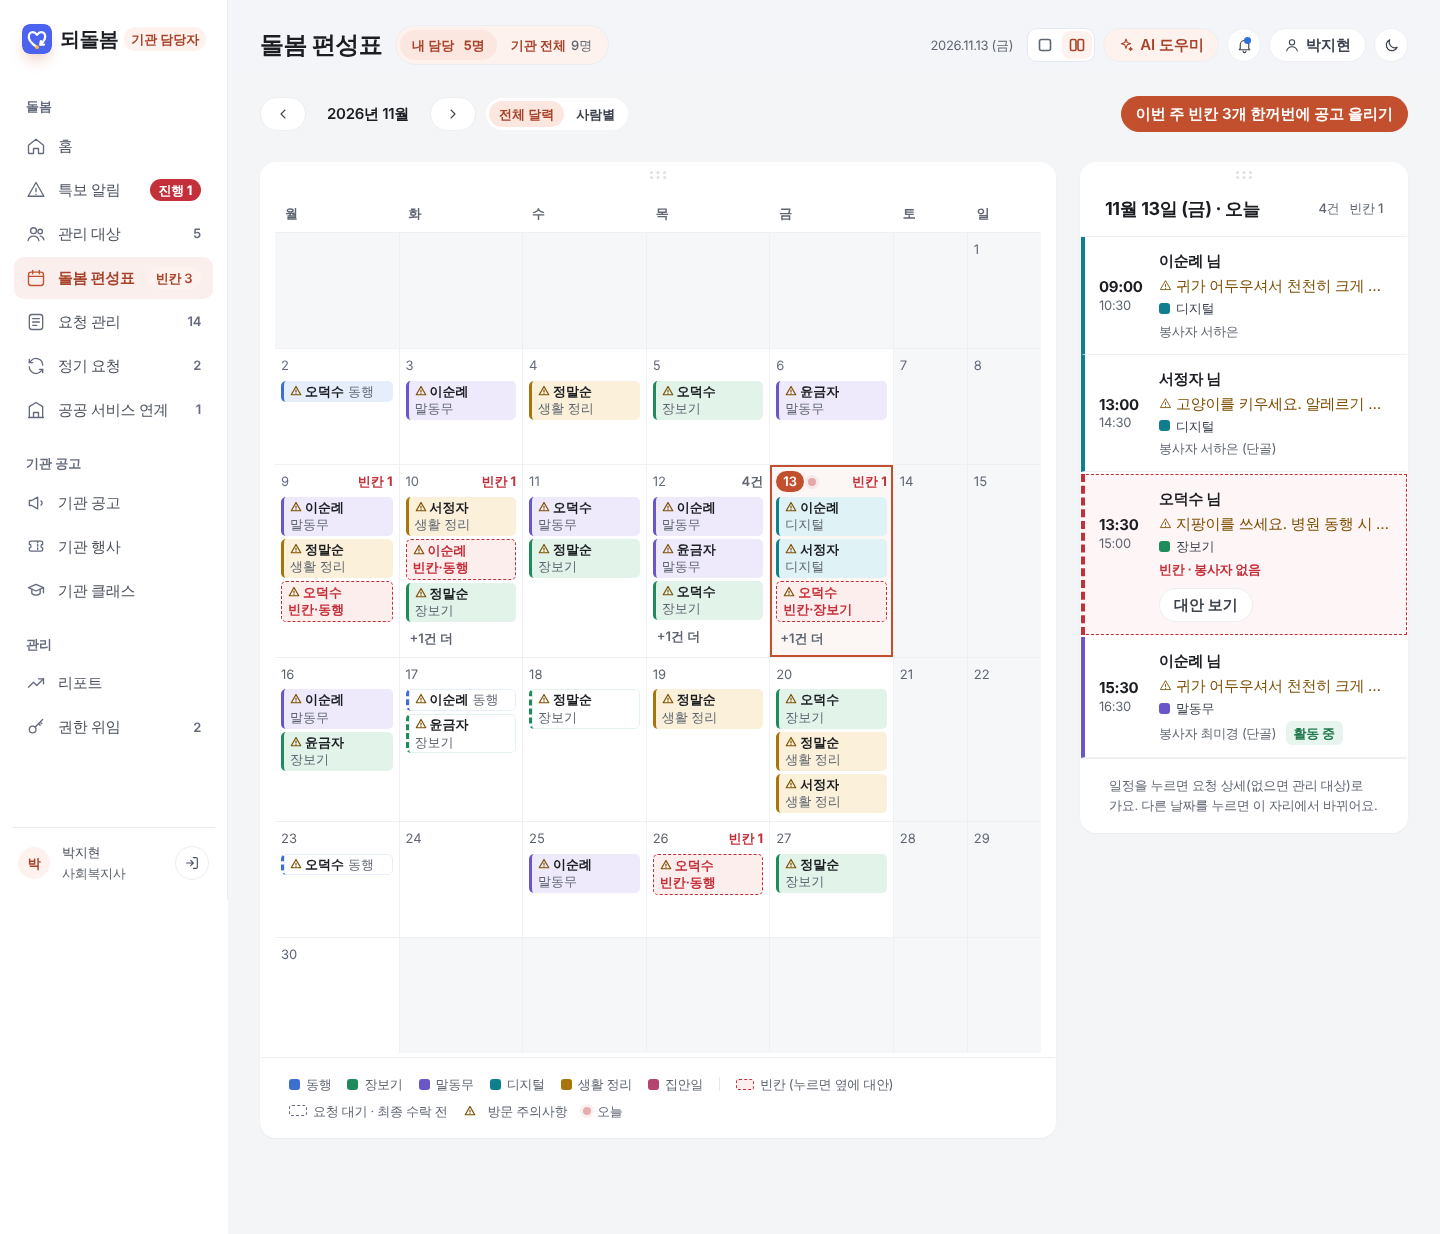 되돌봄 기관 담당자
돌봄
홈
특보 알림 진행 1
관리 대상 5
돌봄 편성표 빈칸 3
요청 관리 14
정기 요청 2
공공 서비스 연계 1
기관 공고
기관 공고
기관 행사
기관 클래스
관리
리포트
권한 위임 2
박 박지현
사회복지사
돌봄 편성표 내 담당 5명 기관 전체 9명
2026.11.13 (금) AI 도우미 박지현
2026년 11월 전체 달력 사람별
이번 주 빈칸 3개 한꺼번에 공고 올리기
월 화 수 목 금 토 일
1
2 3 4 5 6 7 8
오덕수 동행
이순례
말동무
정말순
생활 정리
오덕수
장보기
윤금자
말동무
9 빈칸 1
이순례
말동무
정말순
생활 정리
오덕수
빈칸·동행
10 빈칸 1
서정자
생활 정리
이순례
빈칸·동행
정말순
장보기
+1건 더
11
오덕수
말동무
정말순
장보기
12 4건
이순례
말동무
윤금자
말동무
오덕수
장보기
+1건 더
13 빈칸 1
이순례
디지털
서정자
디지털
오덕수
빈칸·장보기
+1건 더
14 15
16
이순례
말동무
윤금자
장보기
17
이순례 동행
윤금자
장보기
18
정말순
장보기
19
정말순
생활 정리
20
오덕수
장보기
정말순
생활 정리
서정자
생활 정리
21 22
23
오덕수 동행
24
25
이순례
말동무
26 빈칸 1
오덕수
빈칸·동행
27
정말순
장보기
28 29
30
동행 장보기 말동무 디지털 생활 정리 집안일 빈칸 (누르면 옆에 대안)
요청 대기 · 최종 수락 전 방문 주의사항 오늘
11월 13일 (금) · 오늘 4건 빈칸 1
09:00
10:30
이순례 님
귀가 어두우셔서 천천히 크게 ...
디지털
봉사자 서하은
13:00
14:30
서정자 님
고양이를 키우세요. 알레르기 ...
디지털
봉사자 서하은 (단골)
13:30
15:00
오덕수 님
지팡이를 쓰세요. 병원 동행 시 ...
장보기
빈칸 · 봉사자 없음
대안 보기
15:30
16:30
이순례 님
귀가 어두우셔서 천천히 크게 ...
말동무
봉사자 최미경 (단골) 활동 중
일정을 누르면 요청 상세(없으면 관리 대상)로
가요. 다른 날짜를 누르면 이 자리에서 바뀌어요.